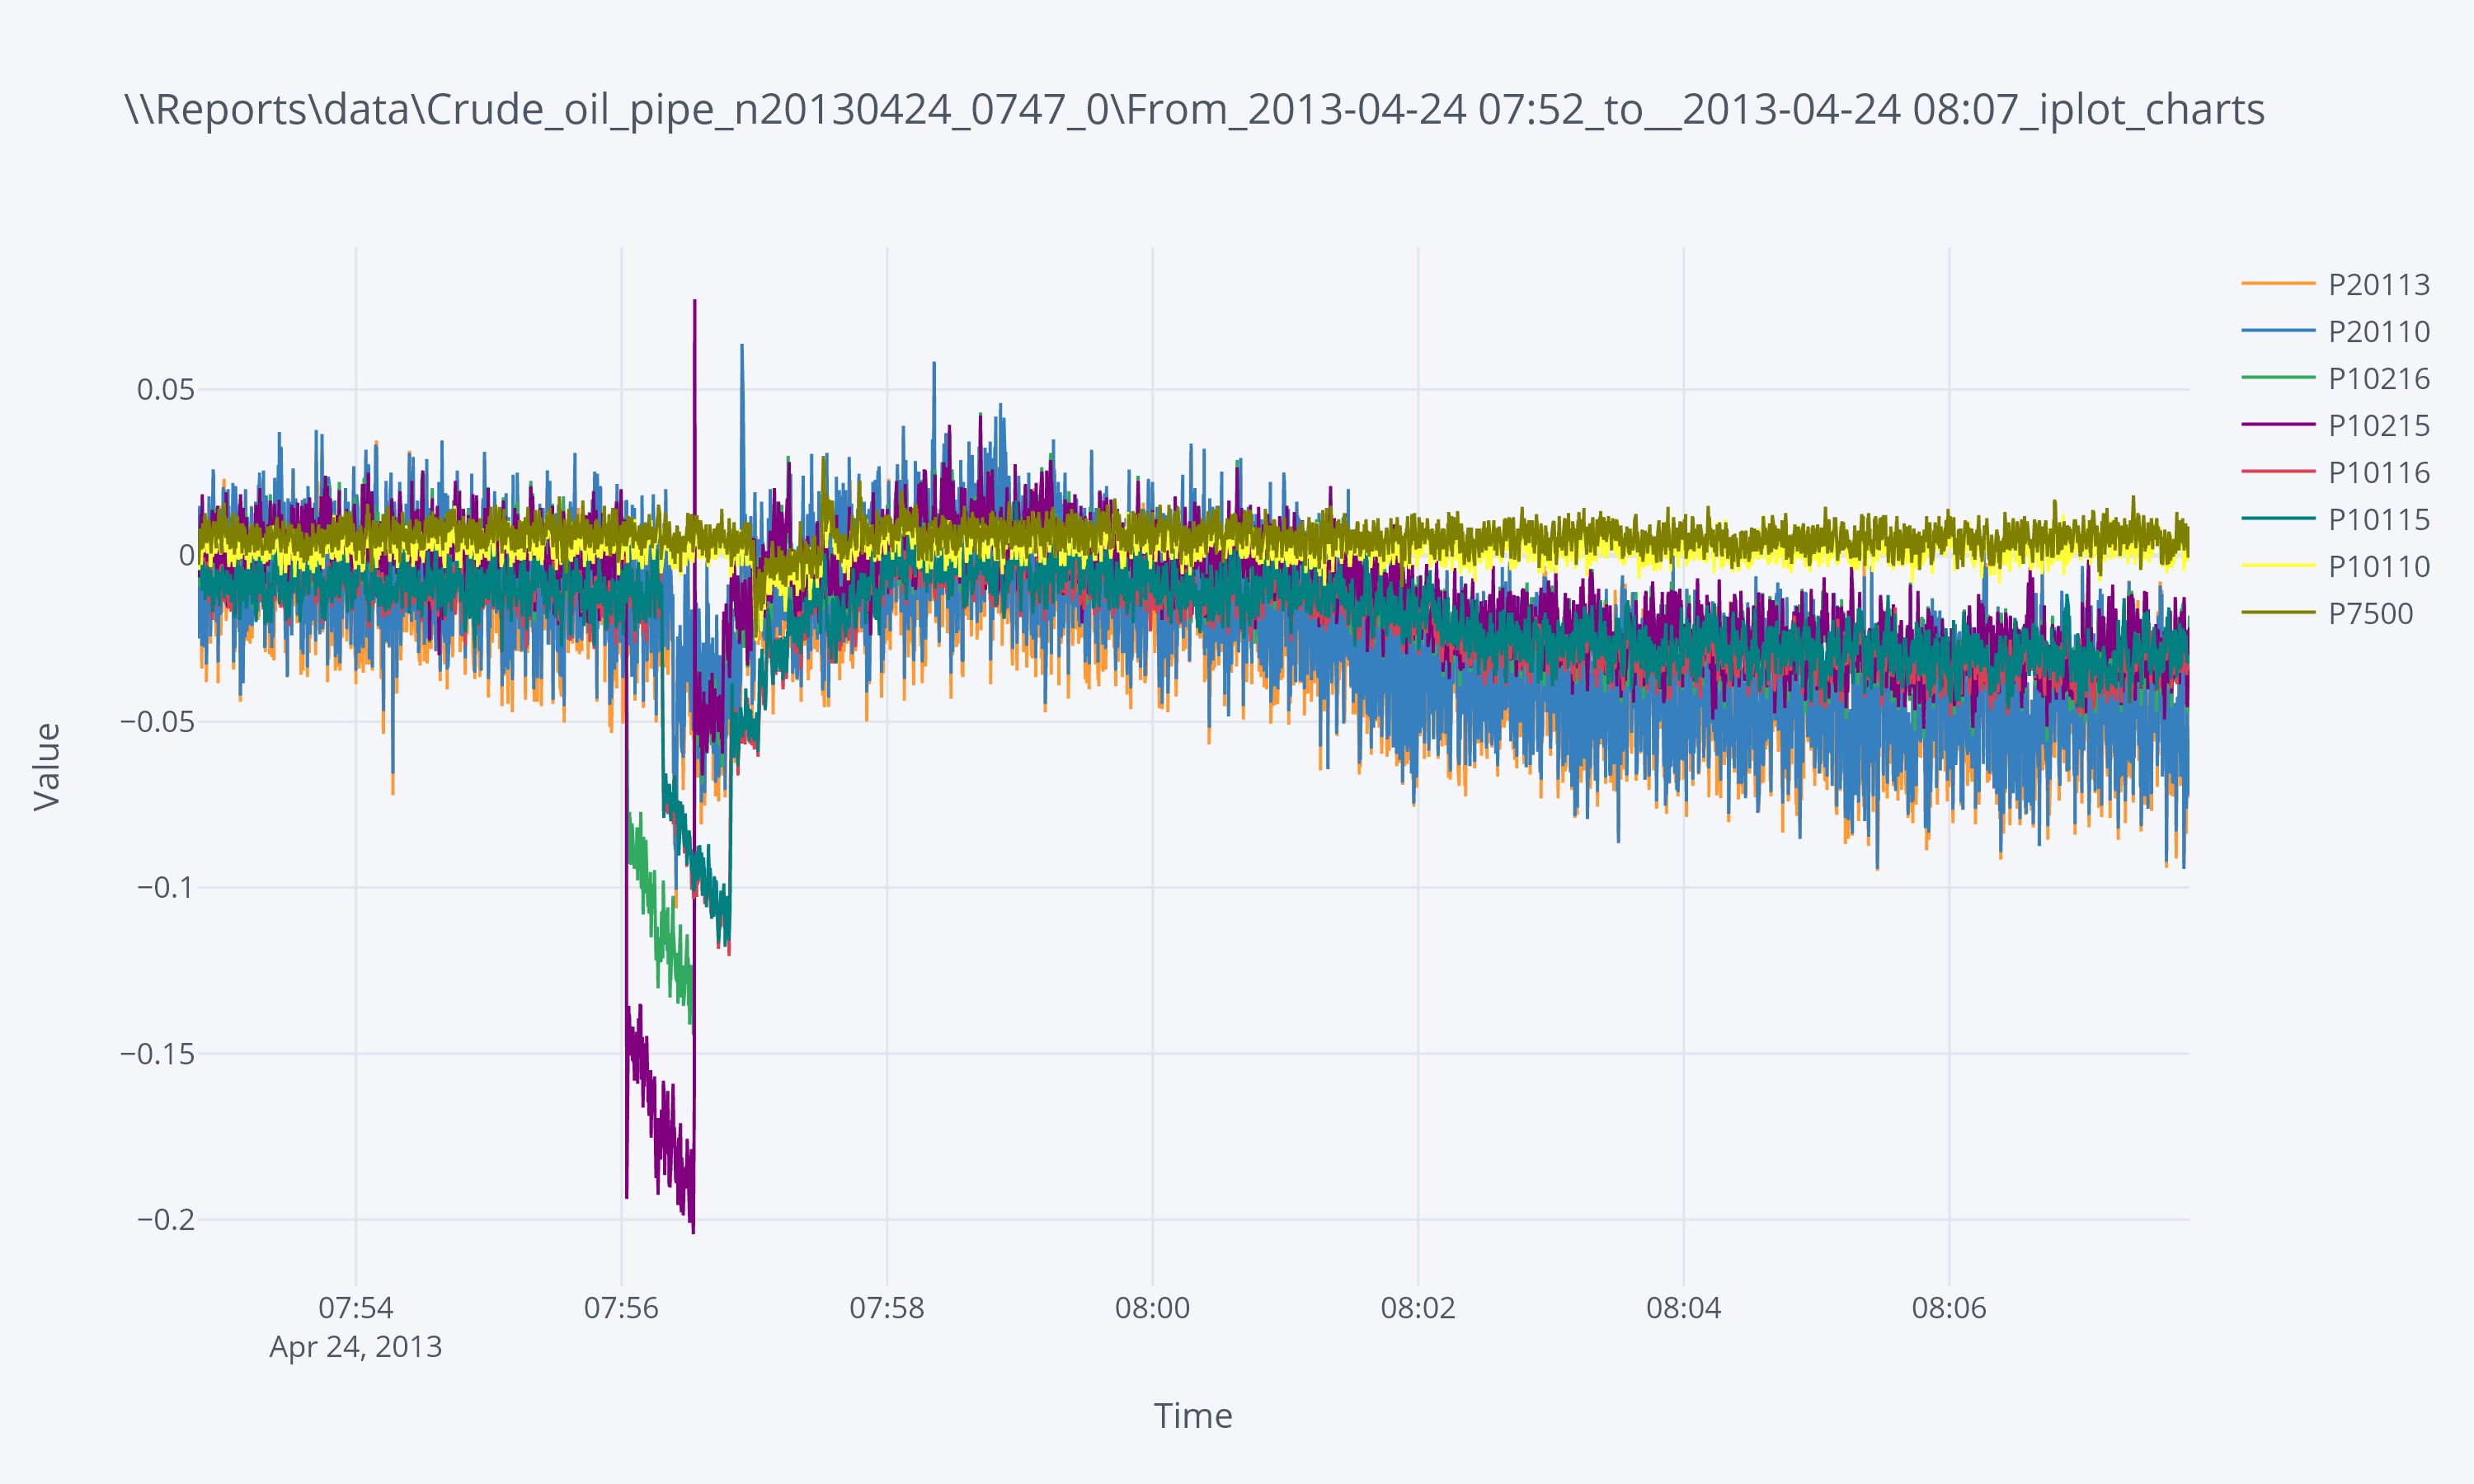 \\Reports\data\Crude_oil_pipe_n20130424_0747_0\From_2013-04-24 07:52_to__2013-04-24 08:07_iplot_charts
P20113
P20110
P10216
P10215
P10116
P10115
P10110
P7500
0.05
0
−0.05
−0.1
−0.15
−0.2
Value
07:54
07:56
07:58
08:00
08:02
08:04
08:06
Apr 24, 2013
Time